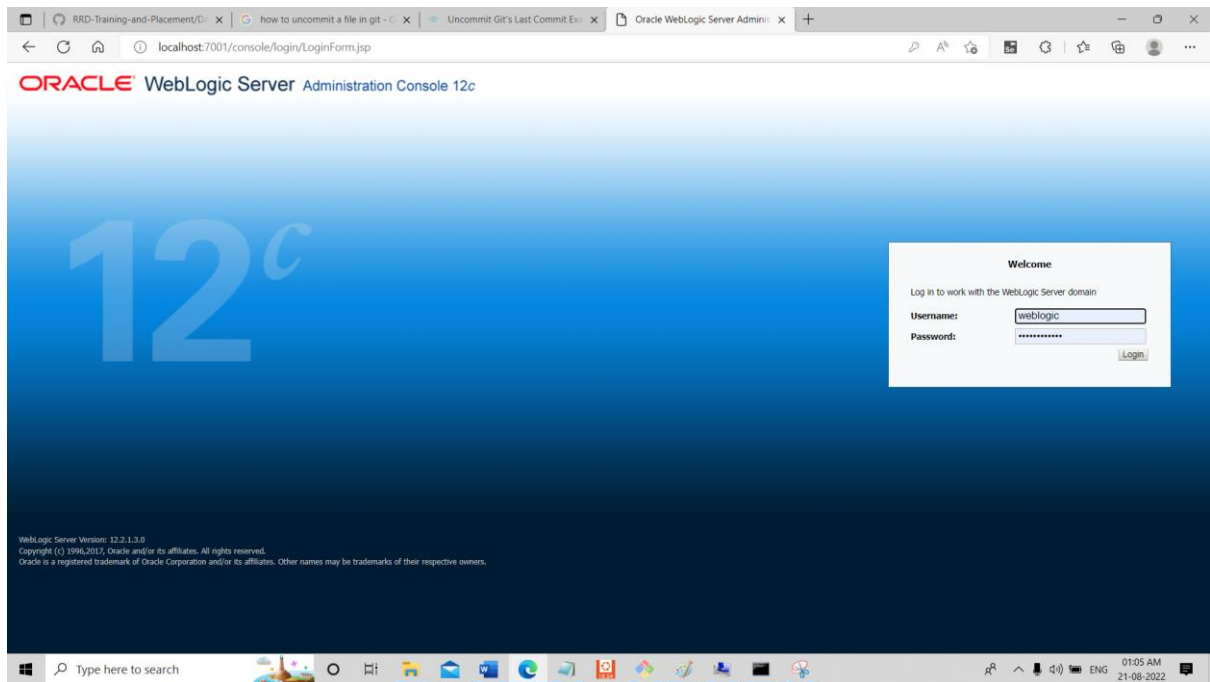 RRD-Training-and-Placement/D
how to uncommit a file in git - G
Uncommit Git's Last Commit Exa
Oracle WebLogic Server Adminis
localhost:7001/console/login/LoginForm.jsp
ORACLE WebLogic Server Administration Console 12c
12c
Welcome
Log in to work with the WebLogic Server domain
Username: weblogic
Password: ••••••••••••
Login
WebLogic Server Version: 12.2.1.3.0
Copyright (c) 1996,2017, Oracle and/or its affiliates. All rights reserved.
Oracle is a registered trademark of Oracle Corporation and/or its affiliates. Other names may be trademarks of their respective owners.
Type here to search
ENG
01:05 AM
21-08-2022